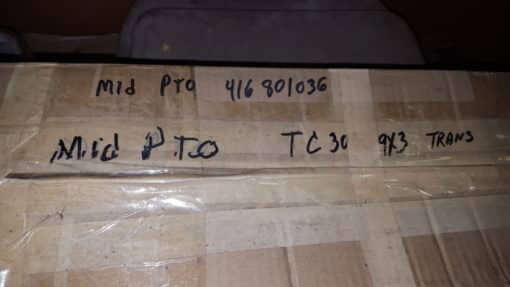 Mid PTO 416801036
Mid PTO TC30 9X3 TRANS